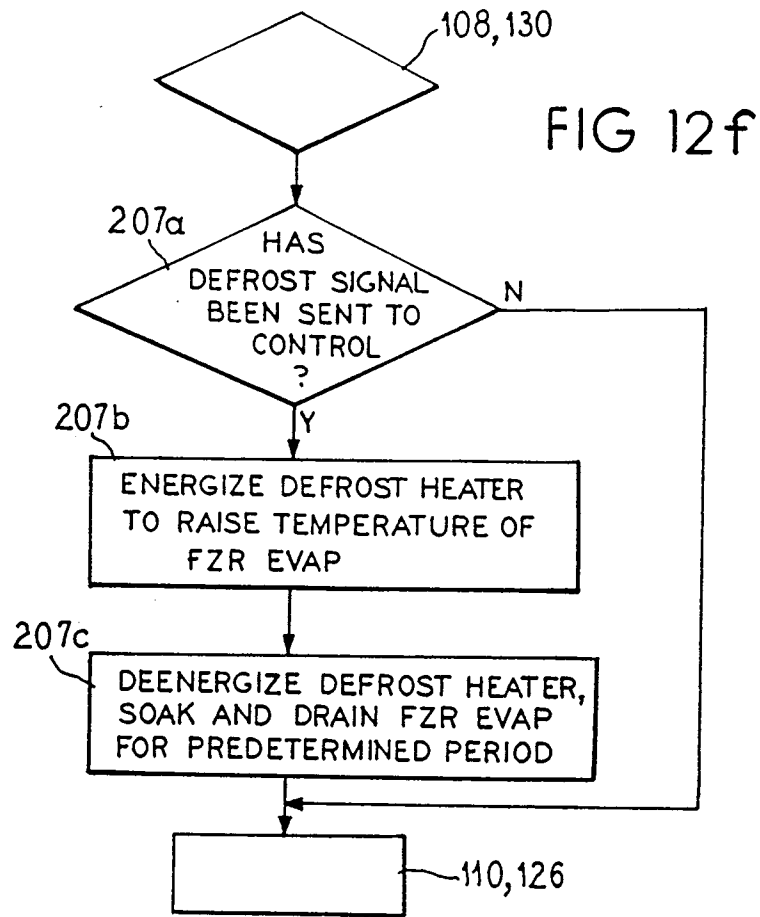 108,130
FIG 12f
207a
HAS
DEFROST SIGNAL
BEEN SENT TO
CONTROL
?
N
Y
207b
ENERGIZE DEFROST HEATER
TO RAISE TEMPERATURE OF
FZR EVAP
207c
DEENERGIZE DEFROST HEATER,
SOAK AND DRAIN FZR EVAP
FOR PREDETERMINED PERIOD
110,126